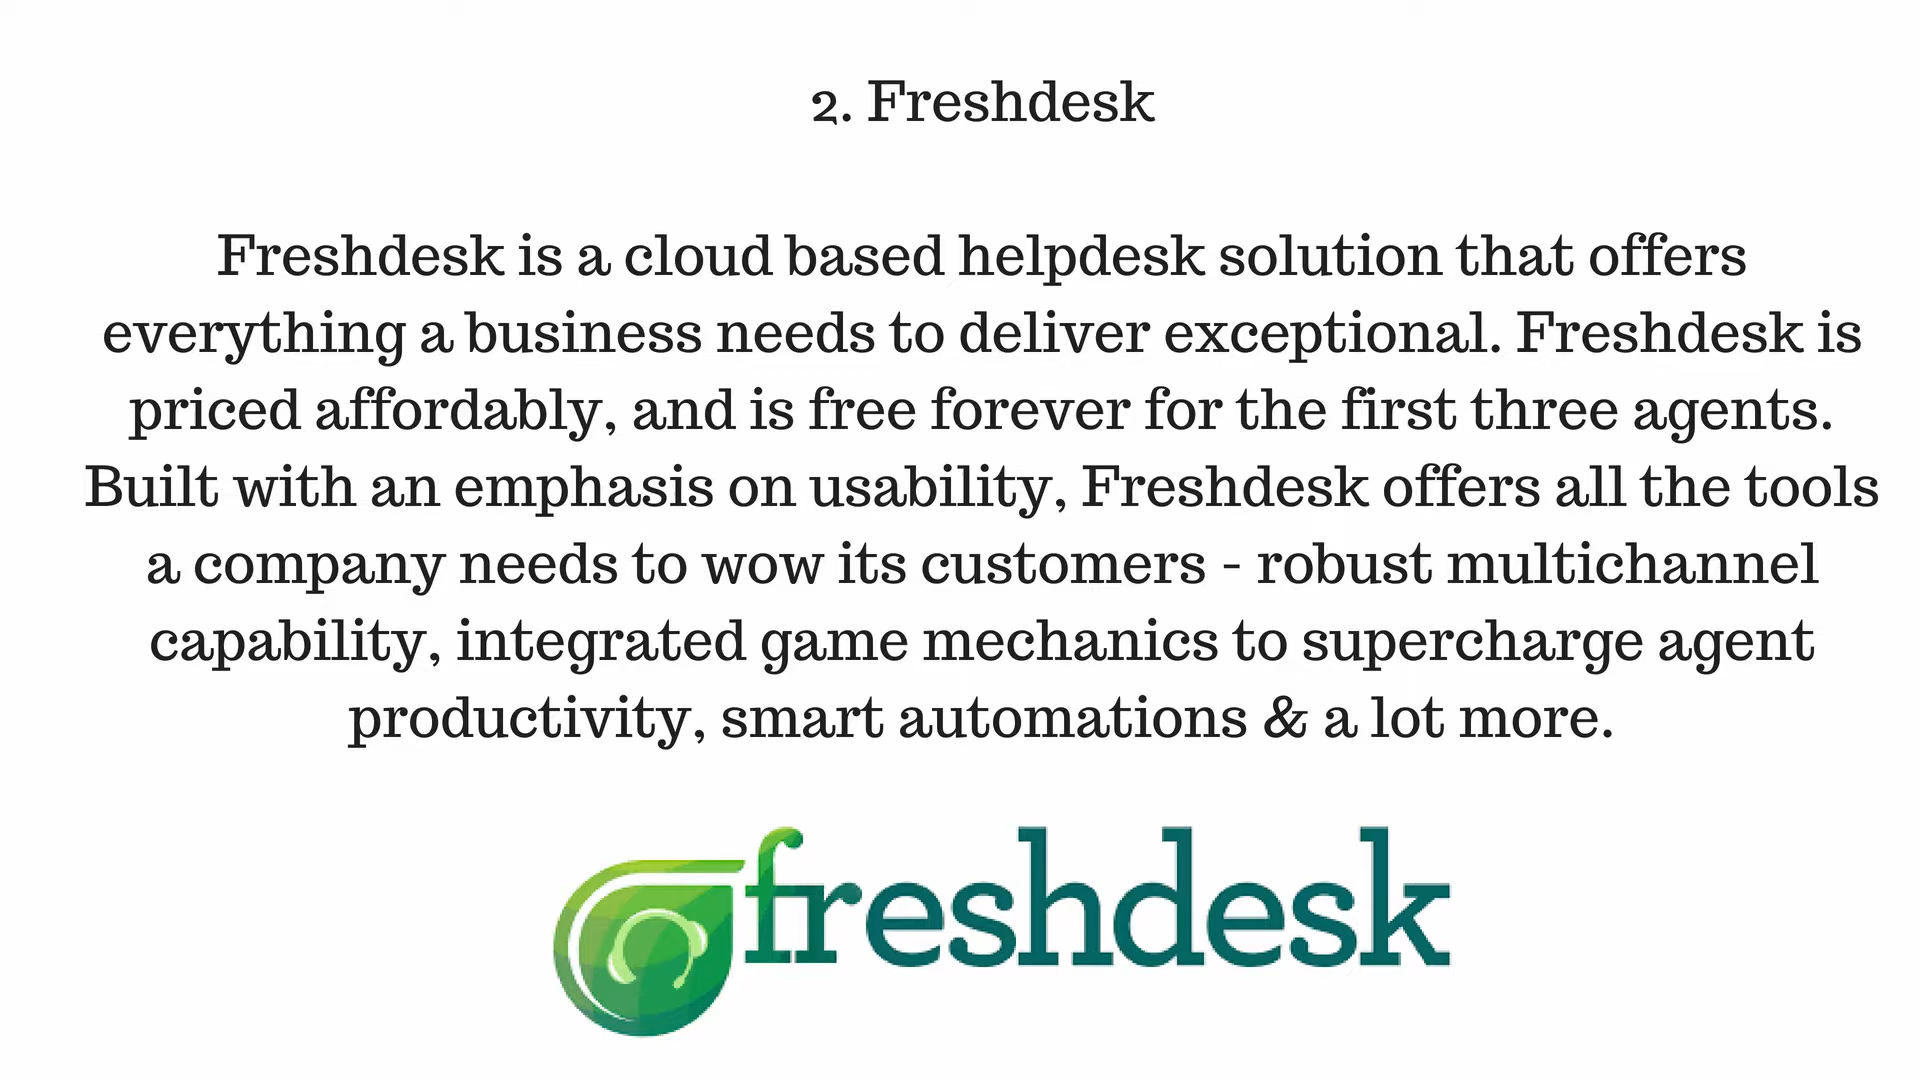 2. Freshdesk
Freshdesk is a cloud based helpdesk solution that offers
everything a business needs to deliver exceptional. Freshdesk is
priced affordably, and is free forever for the first three agents.
Built with an emphasis on usability, Freshdesk offers all the tools
a company needs to wow its customers - robust multichannel
capability, integrated game mechanics to supercharge agent
productivity, smart automations & a lot more.
freshdesk